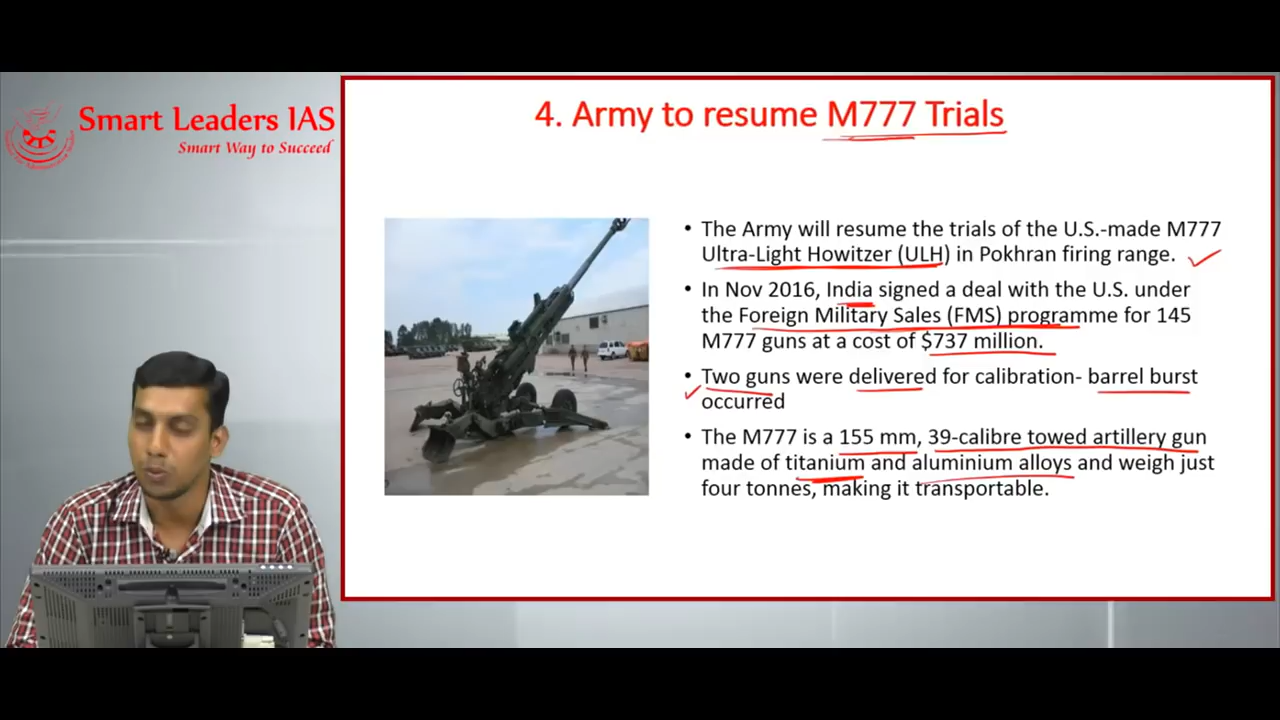 Smart Leaders IAS
Smart Way to Succeed
4. Army to resume M777 Trials
• The Army will resume the trials of the U.S.-made M777
Ultra-Light Howitzer (ULH) in Pokhran firing range.
• In Nov 2016, India signed a deal with the U.S. under
the Foreign Military Sales (FMS) programme for 145
M777 guns at a cost of $737 million.
• Two guns were delivered for calibration- barrel burst
occurred
• The M777 is a 155 mm, 39-calibre towed artillery gun
made of titanium and aluminium alloys and weigh just
four tonnes, making it transportable.